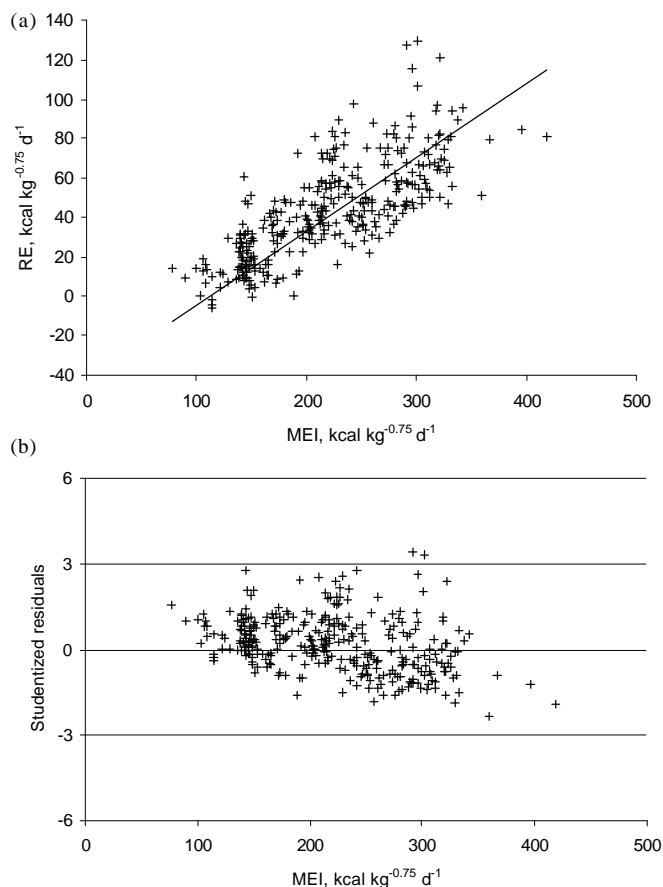 (a)
140
120
100
80
60
40
20
0
-20
-40
RE, kcal kg-0.75 d-1
0 100 200 300 400 500
MEI, kcal kg-0.75 d-1
(b)
6
3
0
-3
-6
Studentized residuals
0 100 200 300 400 500
MEI, kcal kg-0.75 d-1